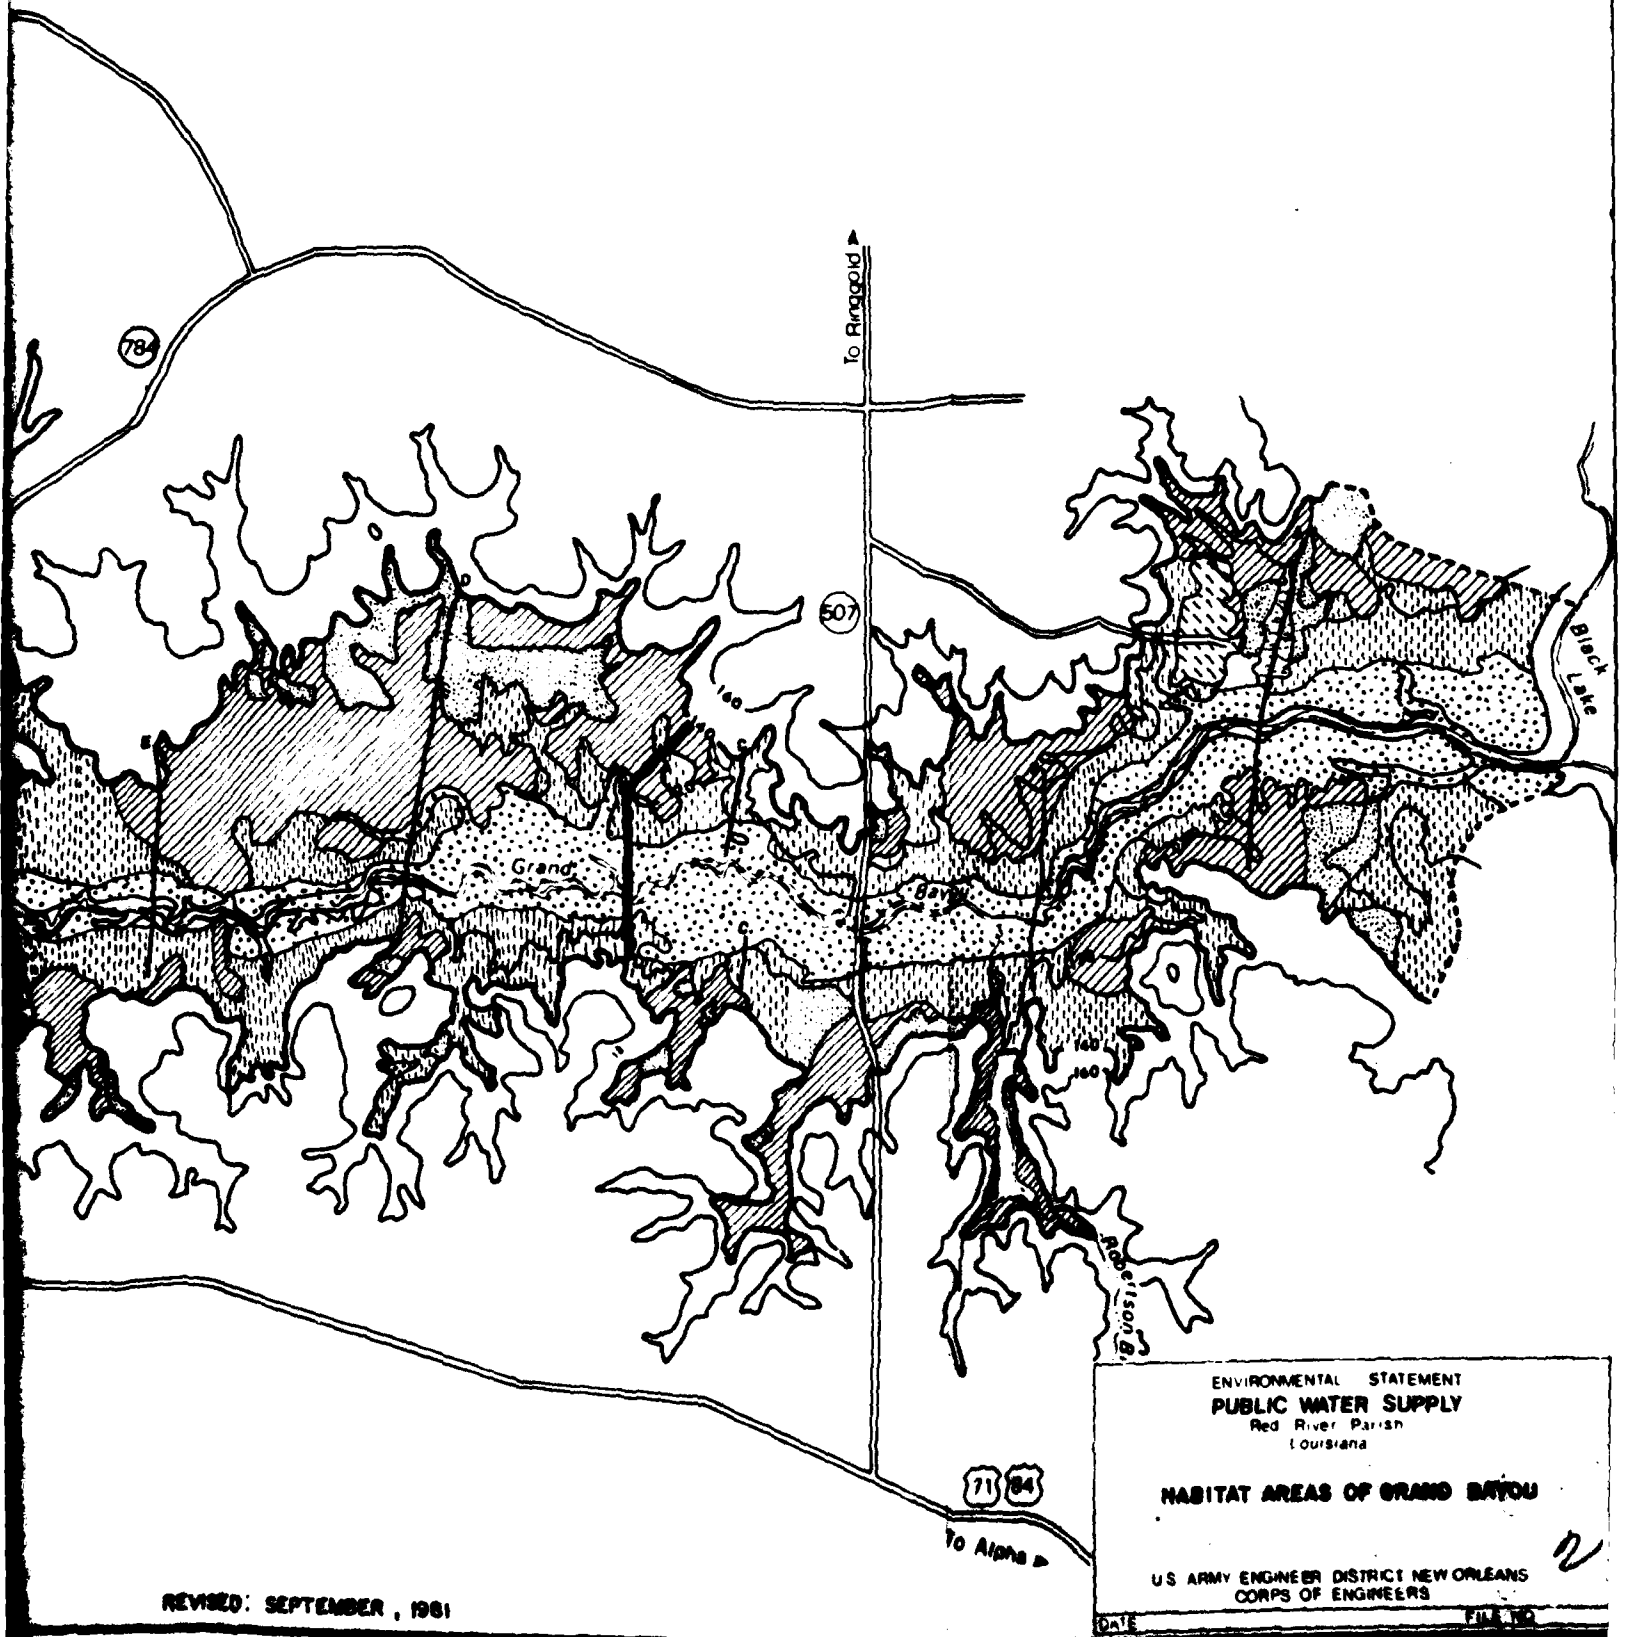 To Ringgold
784
507
D
E
C
C
160
Grand
Bayou
Black
Lake
160
160
Robertson B.
71 84
To Alpha
ENVIRONMENTAL STATEMENT
PUBLIC WATER SUPPLY
Red River Parish
Louisiana
HABITAT AREAS OF GRAND BAYOU
2
U S ARMY ENGINEER DISTRICT NEW ORLEANS
CORPS OF ENGINEERS
DATE
FILE NO
REVISED: SEPTEMBER, 1981